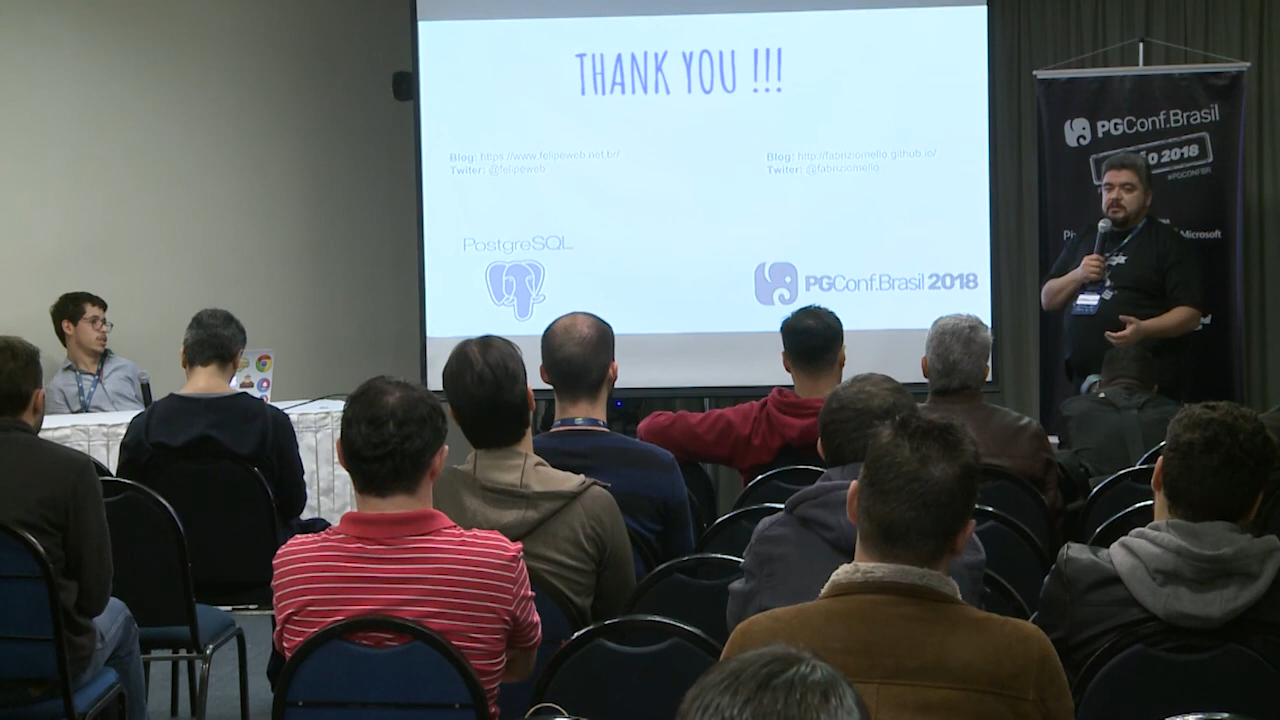 THANK YOU !!!
Blog: https://www.felipeweb.net.br/
Twiter: @felipeweb
Blog: http://fabriziomello.github.io/
Twiter: @fabriziomello
PostgreSQL
PGConf.Brasil 2018
PGConf.Brasil
2018
#PGCONFBR
Microsoft